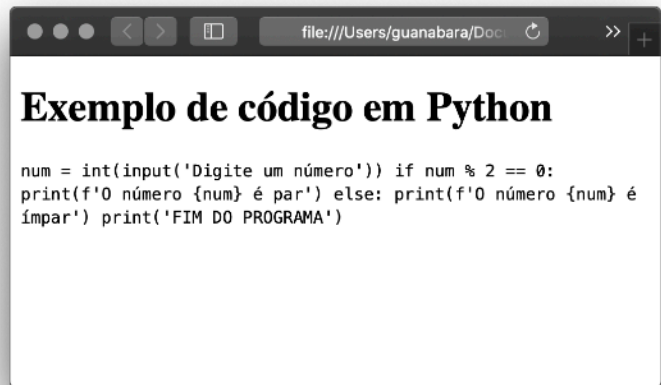 file:///Users/guanabara/Doc
Exemplo de código em Python
num = int(input('Digite um número')) if num % 2 == 0:
print(f'O número {num} é par') else: print(f'O número {num} é
ímpar') print('FIM DO PROGRAMA')